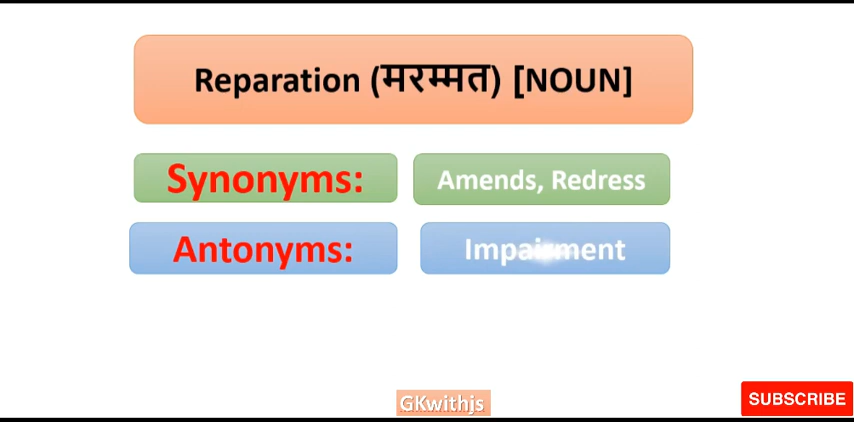 Reparation (मरम्मत) [NOUN]
Synonyms: Amends, Redress
Antonyms: Impairment
GKwithjs
SUBSCRIBE